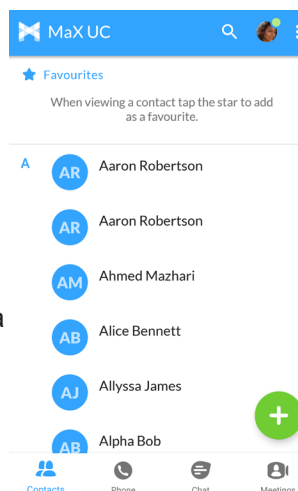 MaX UC
Favourites
When viewing a contact tap the star to add
as a favourite.
A
AR
Aaron Robertson
AR
Aaron Robertson
AM
Ahmed Mazhari
a
AB
Alice Bennett
AJ
Allyssa James
AB
Alpha Bob
Contacts
Phone
Chat
Meetings